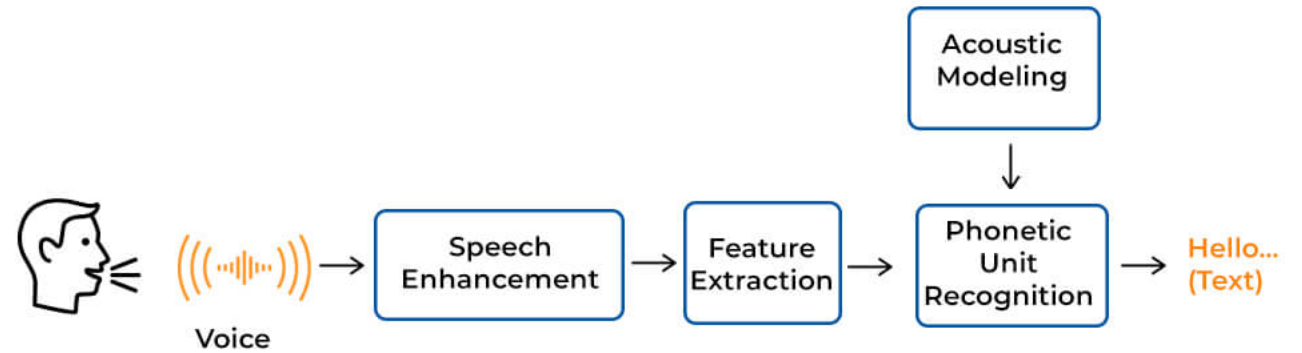 Acoustic
Modeling
Speech
Enhancement
Feature
Extraction
Phonetic
Unit
Recognition
Hello...
(Text)
Voice